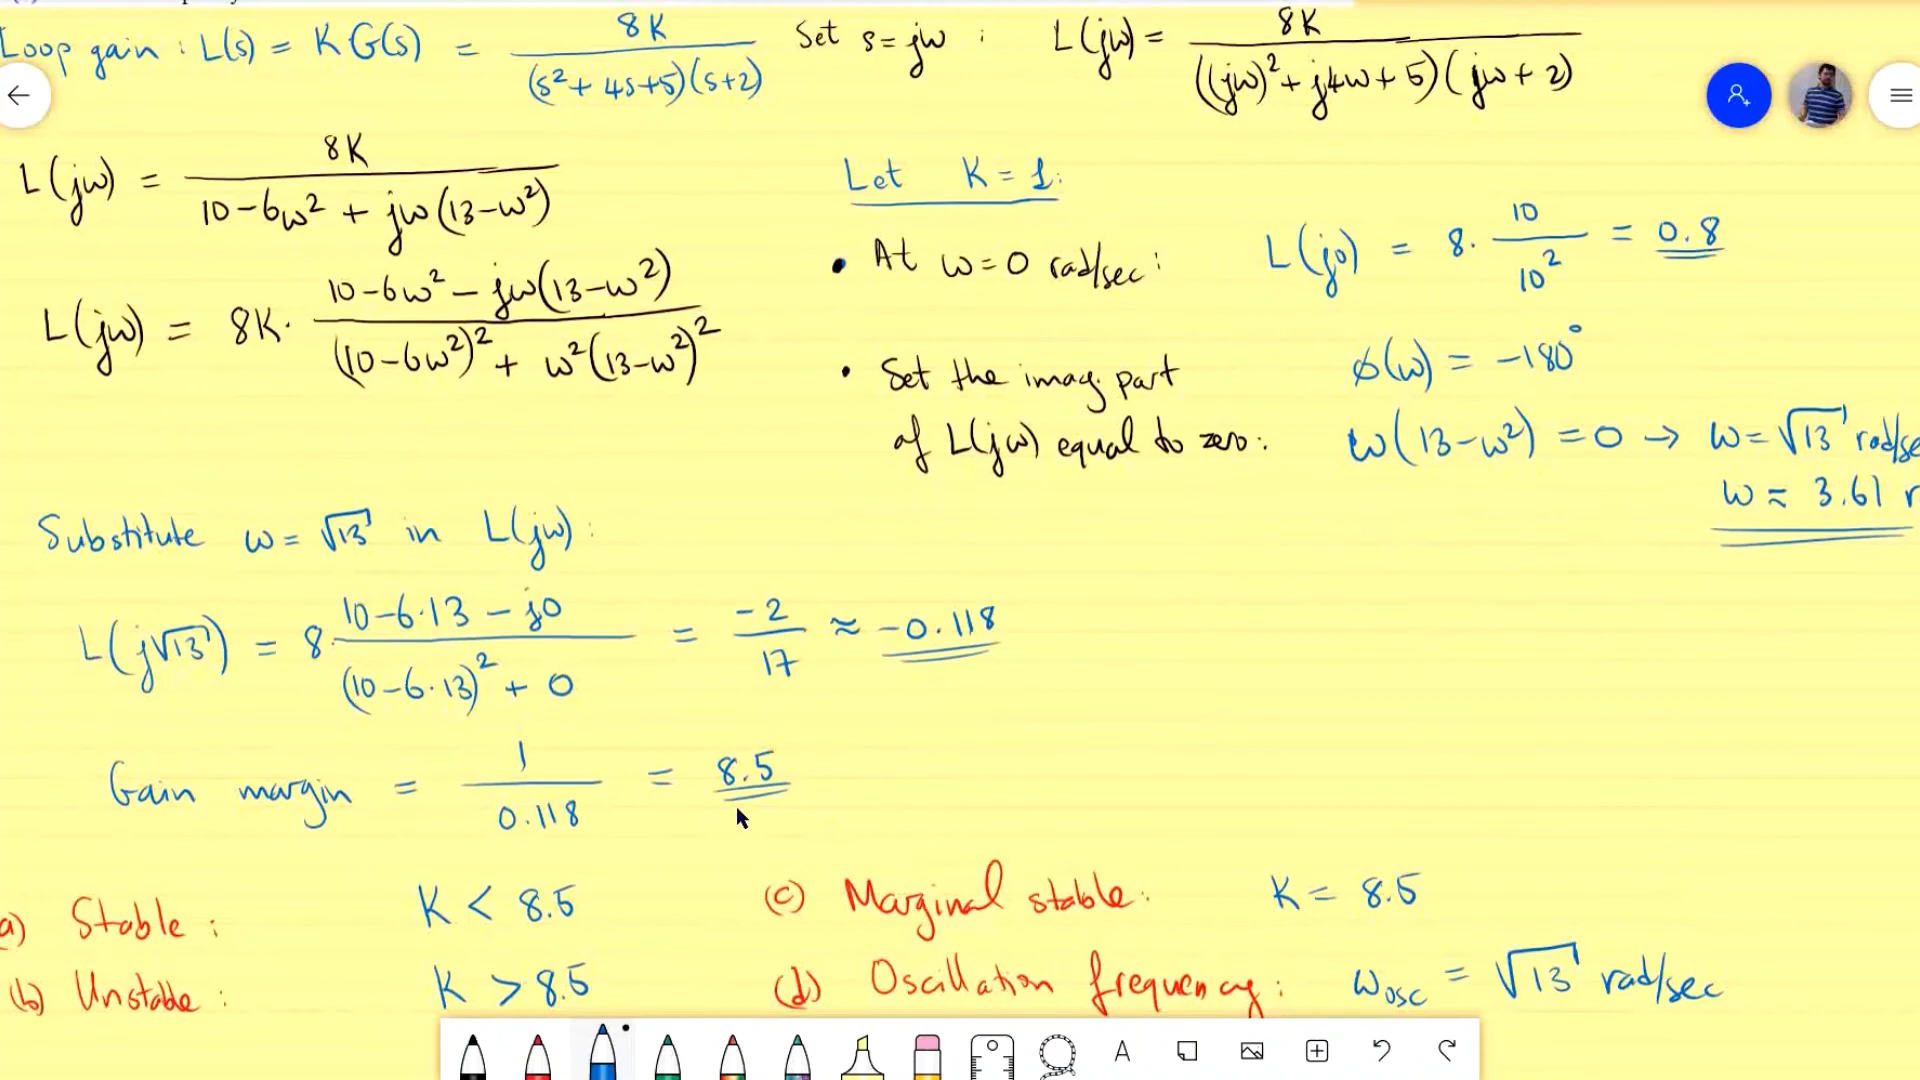 Loop gain : L(s) = K G(s) = 8K / (s² + 4s+5)(s+2)
Set s = jω : L(jω) = 8K / ((jω)² + j4ω + 5)(jω + 2)
L(jω) = 8K / 10-6ω² + jω(13-ω²)
L(jω) = 8K · 10-6ω² - jω(13-ω²) / (10-6ω²)² + ω²(13-ω²)²
Let K = 1:
• At ω = 0 rad/sec : L(j0) = 8 · 10 / 10² = 0.8
• Set the imag. part of L(jω) equal to zero:
ϕ(ω) = -180°
ω(13-ω²) = 0 → ω = √13 rad/se
ω ≈ 3.61 r
Substitute ω = √13 in L(jω) :
L(j√13) = 8 · 10-6·13 - j0 / (10-6·13)² + 0 = -2 / 17 ≈ -0.118
Gain margin = 1 / 0.118 = 8.5
a) Stable : K < 8.5
(b) Unstable : K > 8.5
(c) Marginal stable : K = 8.5
(d) Oscillation frequency : ωosc = √13 rad/sec
A